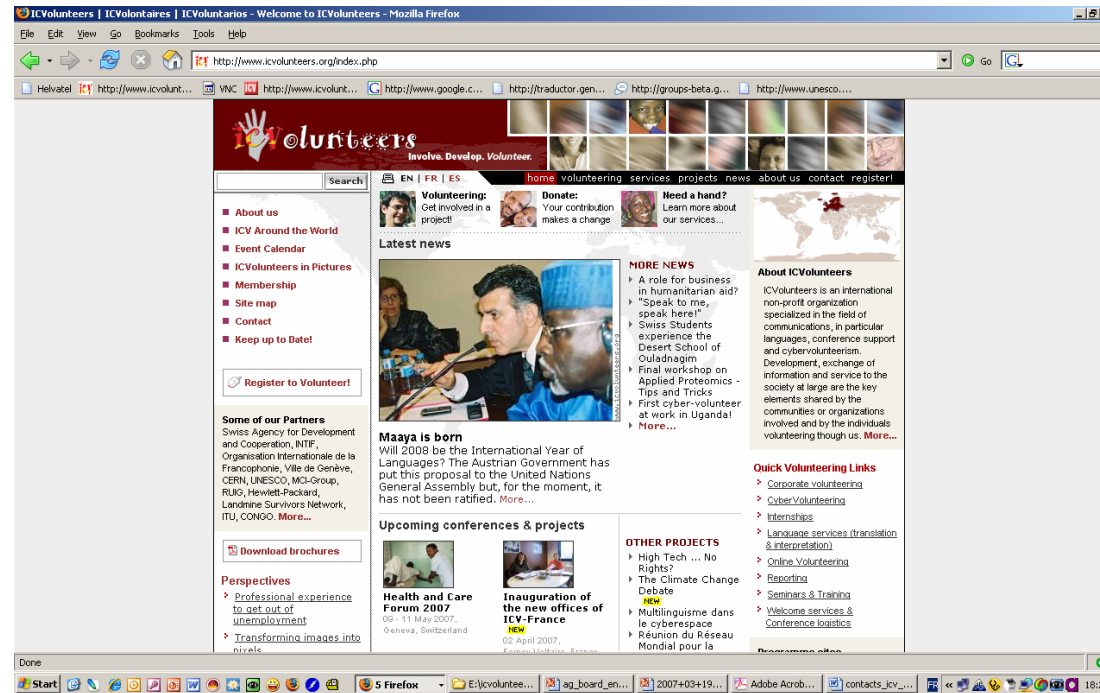 ICVolunteers | ICVolontaires | ICVoluntarios - Welcome to ICVolunteers - Mozilla Firefox
File Edit View Go Bookmarks Tools Help
http://www.icvolunteers.org/index.php
Go
Helvatel http://www.icvolunt... VNC http://www.icvolunt... http://www.google.c... http://traductor.gen... http://groups-beta.g... http://www.unesco....
ICVolunteers
Involve. Develop. Volunteer.
Search
EN | FR | ES
home volunteering services projects news about us contact register!
About us
ICV Around the World
Event Calendar
ICVolunteers in Pictures
Membership
Site map
Contact
Keep up to Date!
Register to Volunteer!
Some of our Partners
Swiss Agency for Development
and Cooperation, INTIF,
Organisation Internationale de la
Francophonie, Ville de Genève,
CERN, UNESCO, MCI-Group,
RUIG, Hewlett-Packard,
Landmine Survivors Network,
ITU, CONGO. More...
Download brochures
Perspectives
Professional experience
to get out of
unemployment
Transforming images into
pixels
Volunteering:
Get involved in a
project!
Donate:
Your contribution
makes a change
Need a hand?
Learn more about
our services...
Latest news
www.icvolunteers.org
Maaya is born
Will 2008 be the International Year of
Languages? The Austrian Government has
put this proposal to the United Nations
General Assembly but, for the moment, it
has not been ratified. More...
MORE NEWS
A role for business
in humanitarian aid?
"Speak to me,
speak here!"
Swiss Students
experience the
Desert School of
Ouladnagim
Final workshop on
Applied Proteomics -
Tips and Tricks
First cyber-volunteer
at work in Uganda!
More...
Upcoming conferences & projects
Health and Care
Forum 2007
09 - 11 May 2007,
Geneva, Switzerland
Inauguration of
the new offices of
ICV-France
NEW
02 April 2007,
Ferney-Voltaire, France
OTHER PROJECTS
High Tech ... No
Rights?
The Climate Change
Debate
NEW
Multilinguisme dans
le cyberespace
Réunion du Réseau
Mondial pour la
About ICVolunteers
ICVolunteers is an international
non-profit organization
specialized in the field of
communications, in particular
languages, conference support
and cybervolunteerism.
Development, exchange of
information and service to the
society at large are the key
elements shared by the
communities or organizations
involved and by the individuals
volunteering though us. More...
Quick Volunteering Links
Corporate volunteering
CyberVolunteering
Internships
Language services (translation
& interpretation)
Online Volunteering
Reporting
Seminars & Training
Welcome services &
Conference logistics
Programme sites
Done
Start 5 Firefox E:\icvoluntee... ag_board_en... 2007+03+19... Adobe Acrob... contacts_icv_... FR 18:2